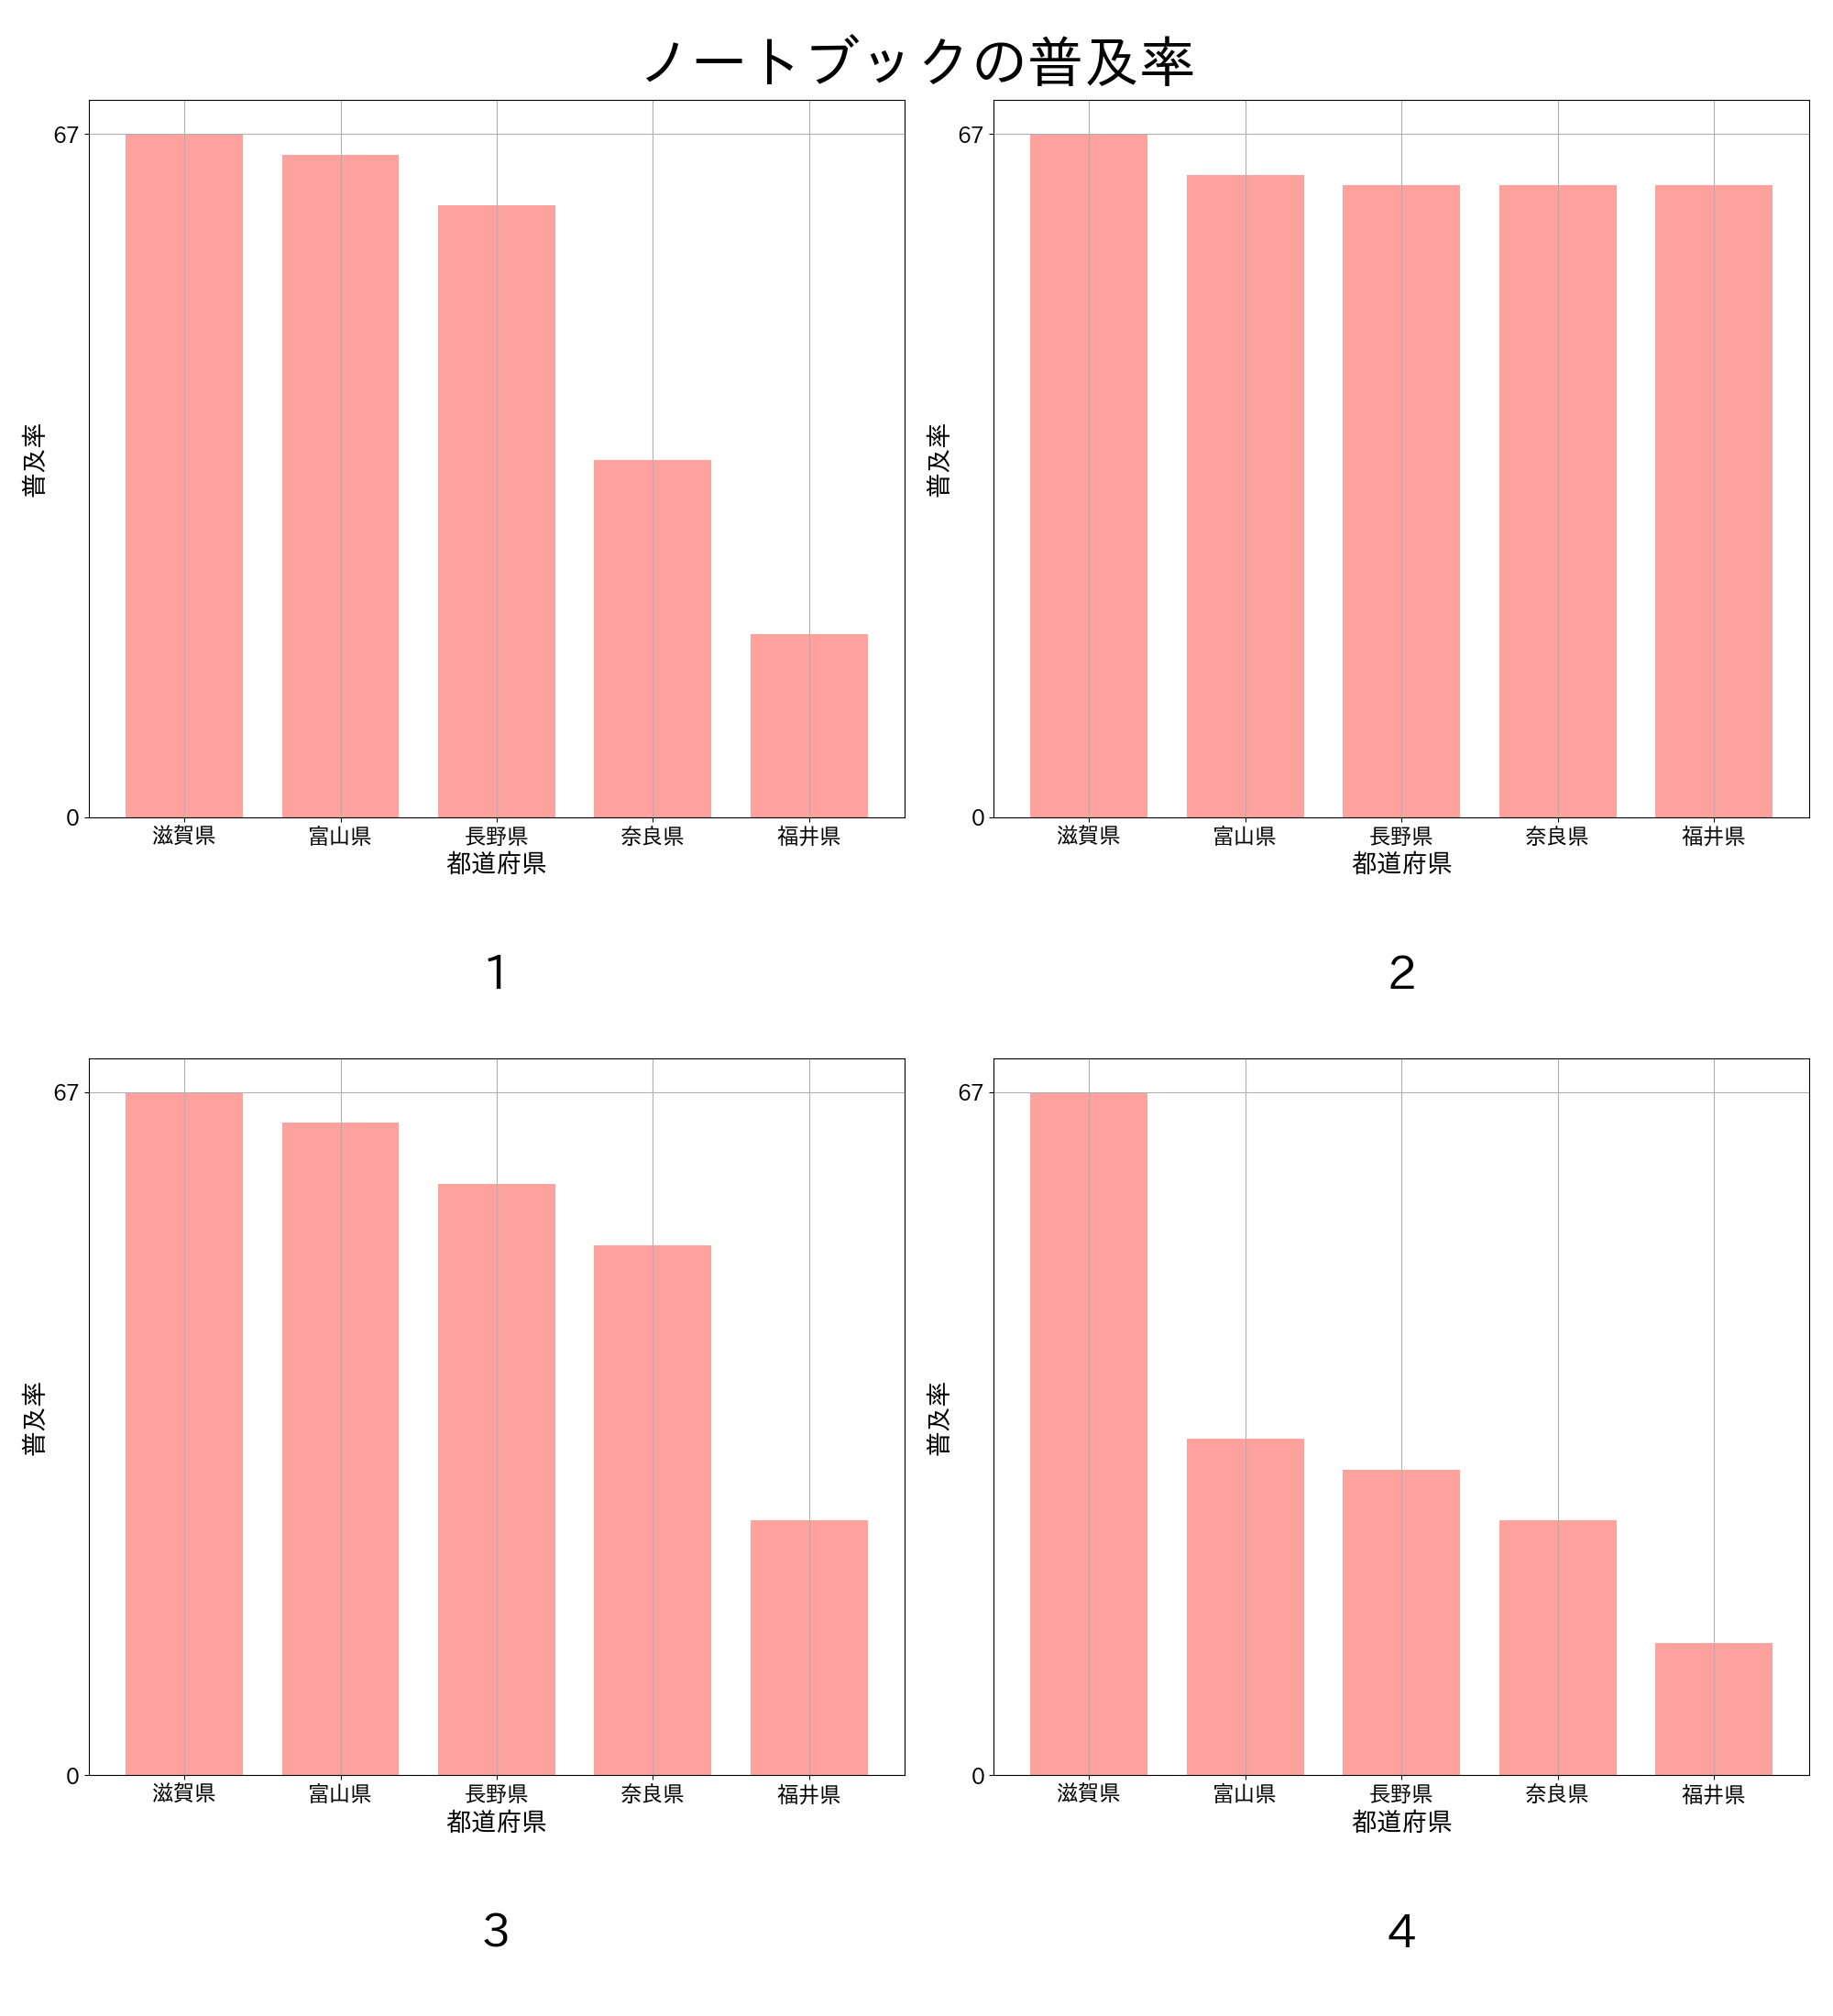 ノートブックの普及率
67
0
普及率
滋賀県 富山県 長野県 奈良県 福井県
都道府県
1
67
0
普及率
滋賀県 富山県 長野県 奈良県 福井県
都道府県
2
67
0
普及率
滋賀県 富山県 長野県 奈良県 福井県
都道府県
3
67
0
普及率
滋賀県 富山県 長野県 奈良県 福井県
都道府県
4